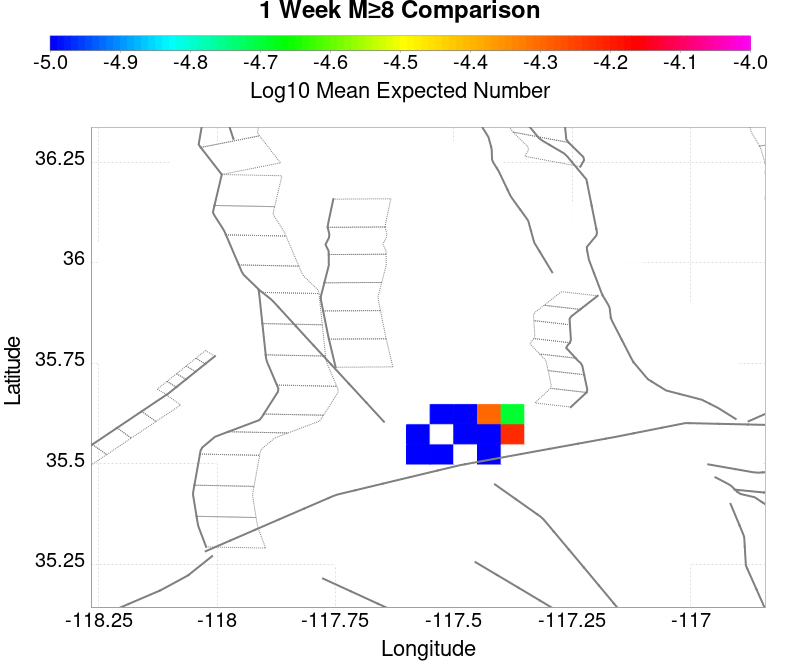 1 Week M≥8 Comparison
-5.0 -4.9 -4.8 -4.7 -4.6 -4.5 -4.4 -4.3 -4.2 -4.1 -4.0
Log10 Mean Expected Number
36.25
36
35.75
35.5
35.25
Latitude
-118.25 -118 -117.75 -117.5 -117.25 -117
Longitude